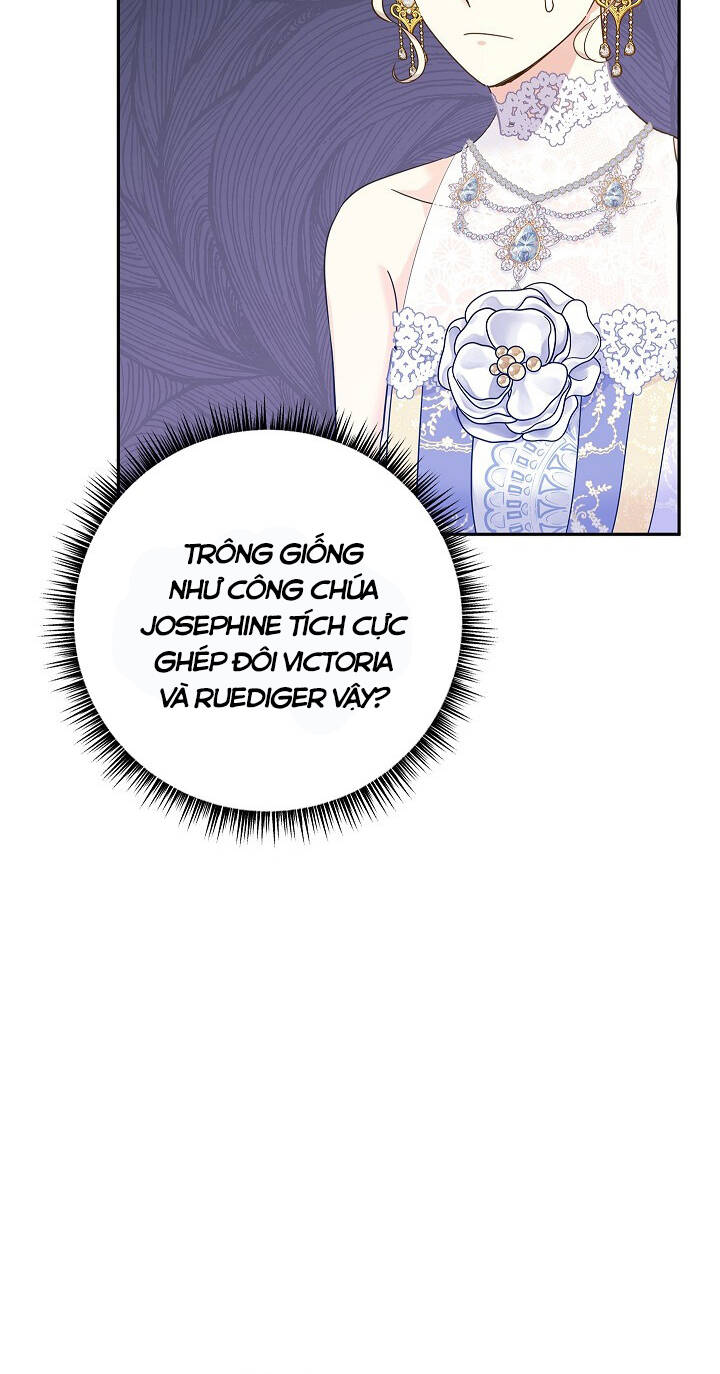 TRÔNG GIỐNG
NHƯ CÔNG CHÚA
JOSEPHINE TÍCH CỰC
GHÉP ĐÔI VICTORIA
VÀ RUEDIGER VẬY?